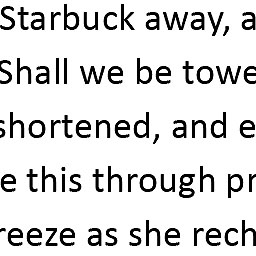 Starbuck away, a
Shall we be towe
shortened, and e
e this through pr
reeze as she rech